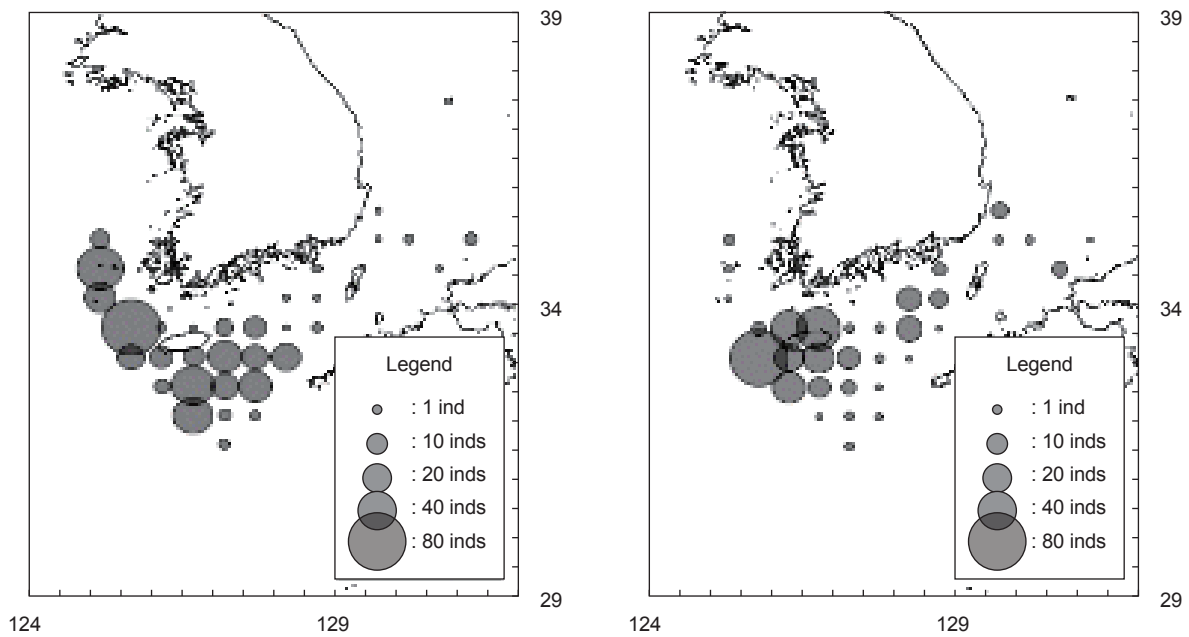 39
34
Legend
: 1 ind
: 10 inds
: 20 inds
: 40 inds
: 80 inds
29
124
129
39
34
Legend
: 1 ind
: 10 inds
: 20 inds
: 40 inds
: 80 inds
29
124
129